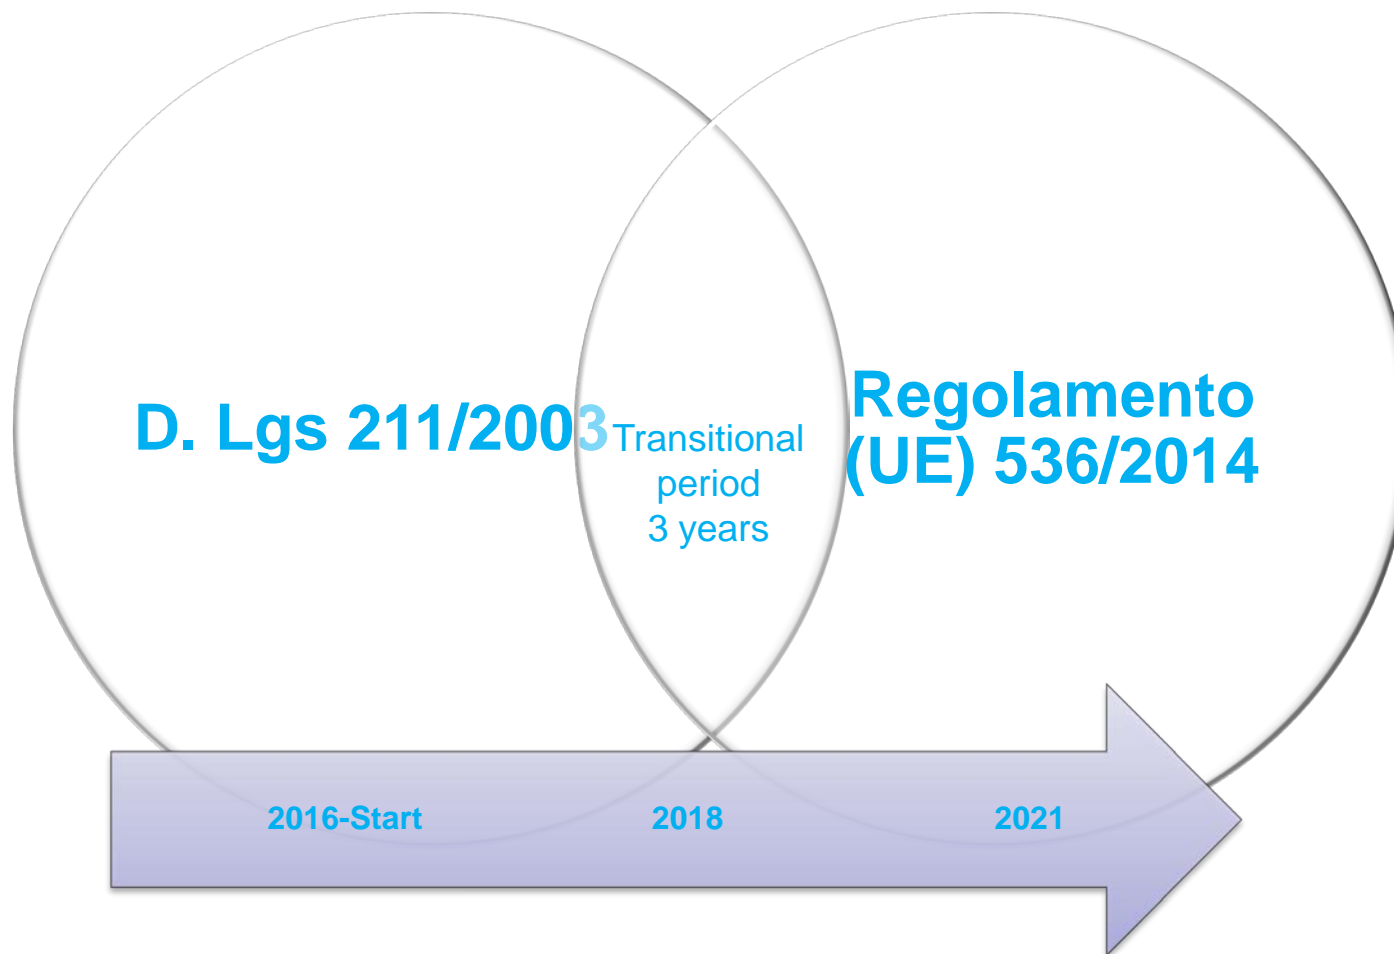 D. Lgs 211/2003
Transitional
period
3 years
Regolamento
(UE) 536/2014
2016-Start
2018
2021